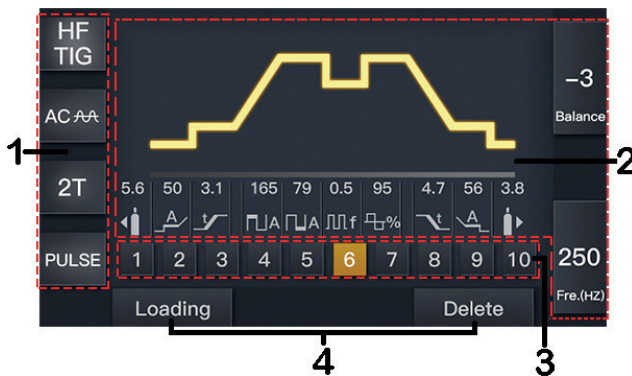 HF
TIG
AC
2T
PULSE
-3
Balance
250
Fre.(HZ)
5.6 50 3.1 165 79 0.5 95 4.7 56 3.8
A t A A f % t A
1 2 3 4 5 6 7 8 9 10
Loading Delete
1
2
3
4